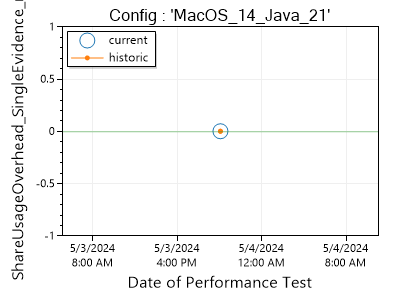 Config : 'MacOS_14_Java_21'
ShareUsageOverhead_SingleEvidence_
current
historic
1
0.5
0
-0.5
-1
5/3/2024 5/3/2024 5/4/2024 5/4/2024
8:00 AM 4:00 PM 12:00 AM 8:00 AM
Date of Performance Test